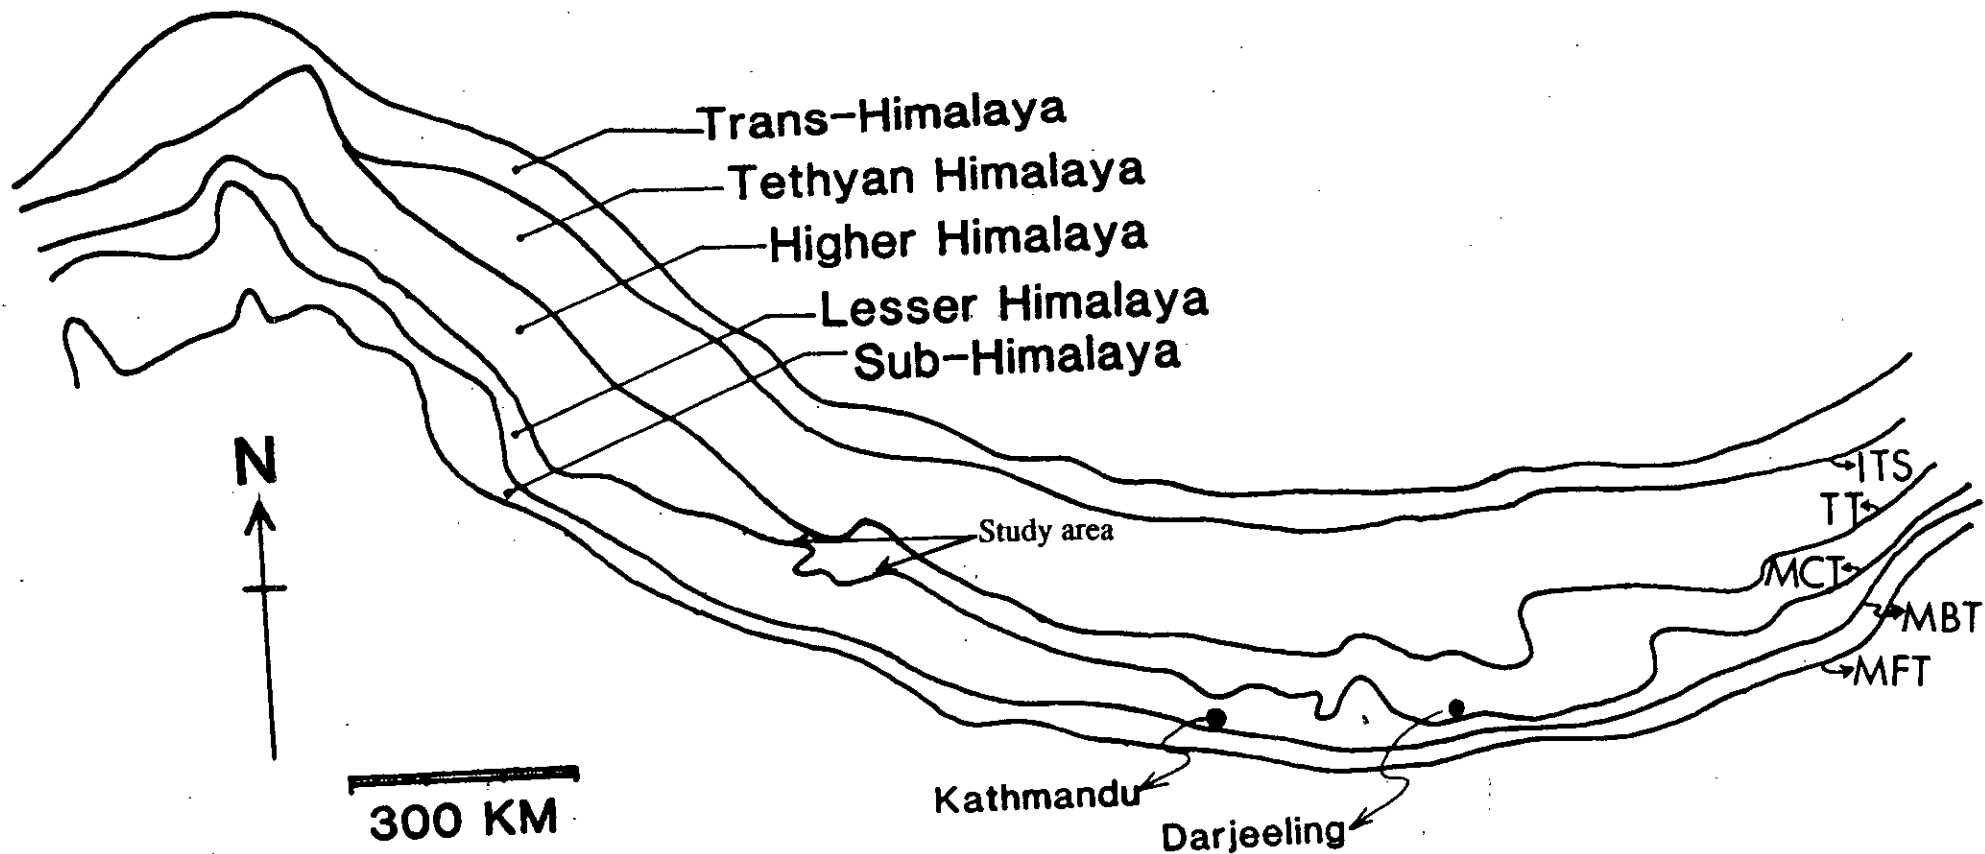 Trans-Himalaya
Tethyan Himalaya
Higher Himalaya
Lesser Himalaya
Sub-Himalaya
N
ITS
TT
Study area
MCT
MBT
MFT
Kathmandu
300 KM
Darjeeling